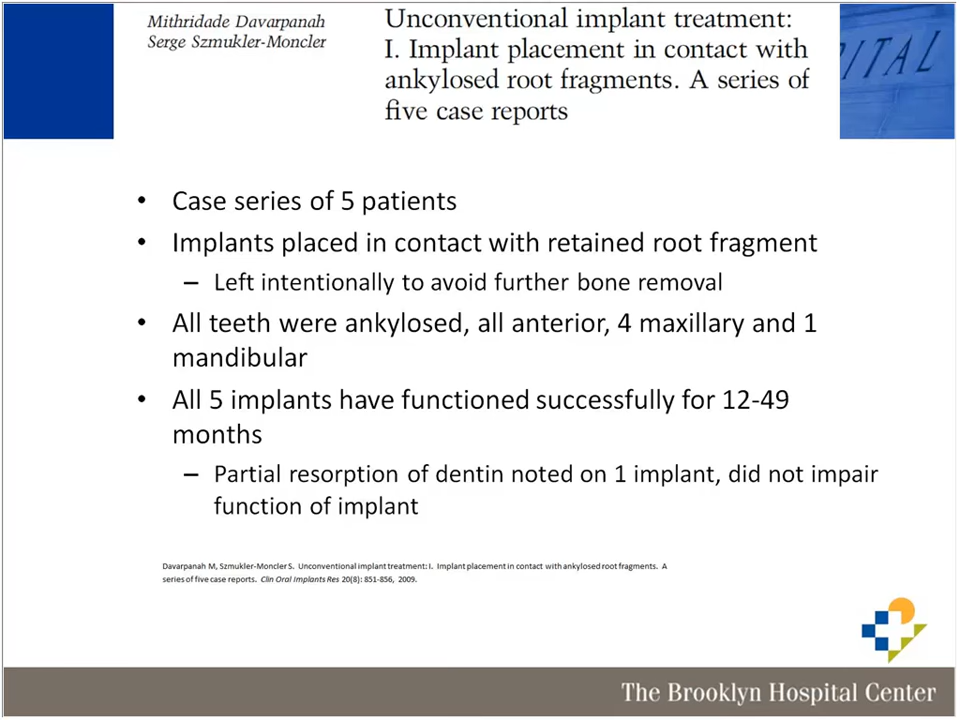 Mithridade Davarpanah
Serge Szmukler-Moncler
Unconventional implant treatment:
I. Implant placement in contact with
ankylosed root fragments. A series of
five case reports
PITAL
• Case series of 5 patients
• Implants placed in contact with retained root fragment
– Left intentionally to avoid further bone removal
• All teeth were ankylosed, all anterior, 4 maxillary and 1
mandibular
• All 5 implants have functioned successfully for 12-49
months
– Partial resorption of dentin noted on 1 implant, did not impair
function of implant
Davarpanah M, Szmukler-Moncler S. Unconventional implant treatment: I. Implant placement in contact with ankylosed root fragments. A
series of five case reports. Clin Oral Implants Res 20(8): 851-856, 2009.
The Brooklyn Hospital Center